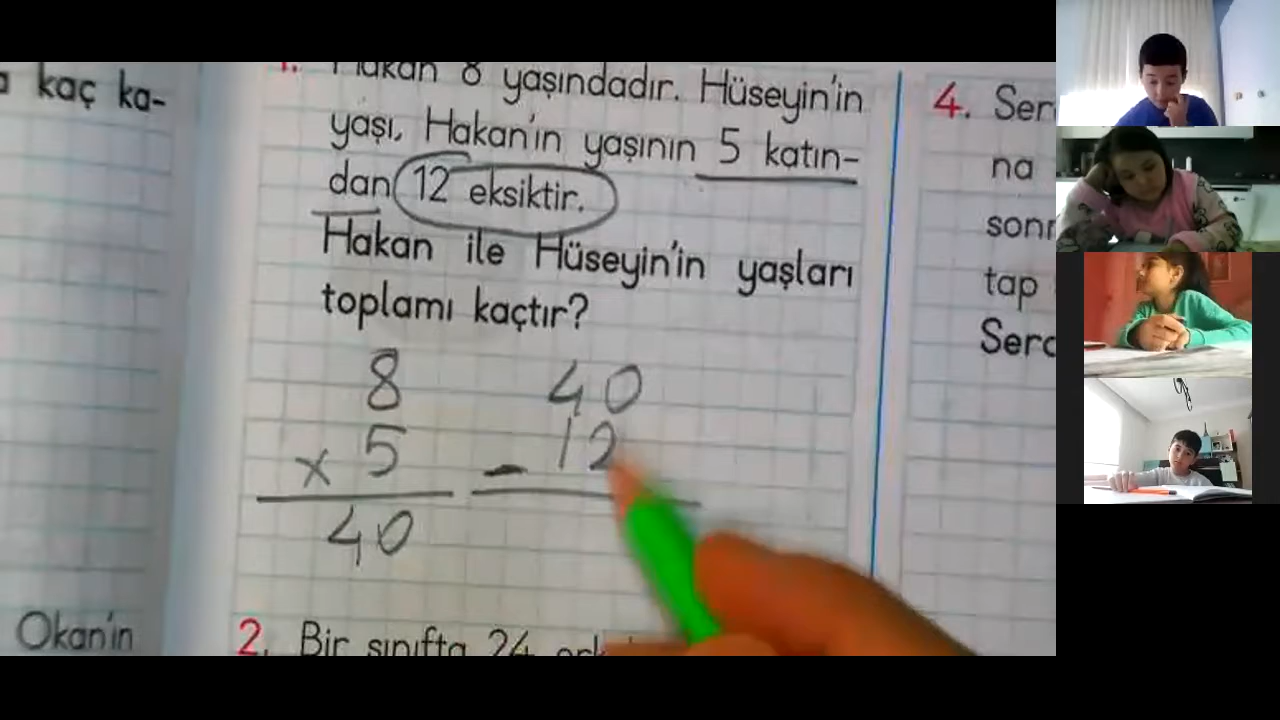 kaç ka-
Okan'ın
1. Hakan 8 yaşındadır. Hüseyin'in
yaşı, Hakan'ın yaşının 5 katın-
dan 12 eksiktir.
Hakan ile Hüseyin'in yaşları
toplamı kaçtır?
8
x 5
40
40
- 12
2. Bir sınıfta 24
4. Ser
na
sonr
tap
Serc